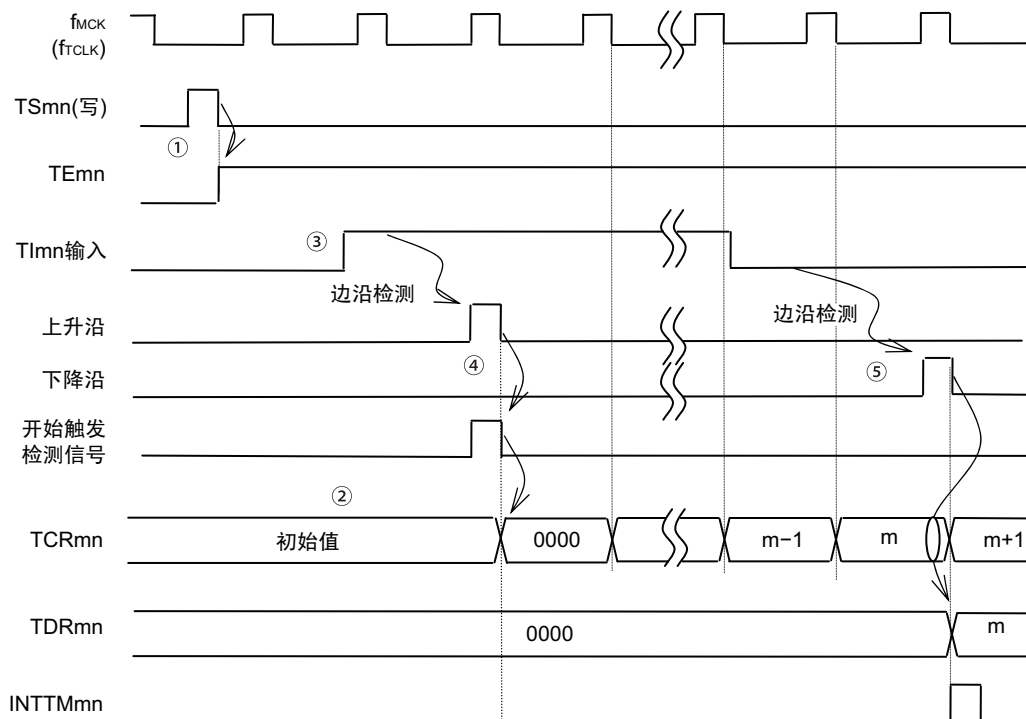 fMCK
(fTCLK)
TSmn(写)
①
TEmn
TImn输入
③
边沿检测
边沿检测
上升沿
④
⑤
下降沿
开始触发
检测信号
②
TCRmn
初始值
0000
m−1
m
m+1
TDRmn
0000
m
INTTMmn